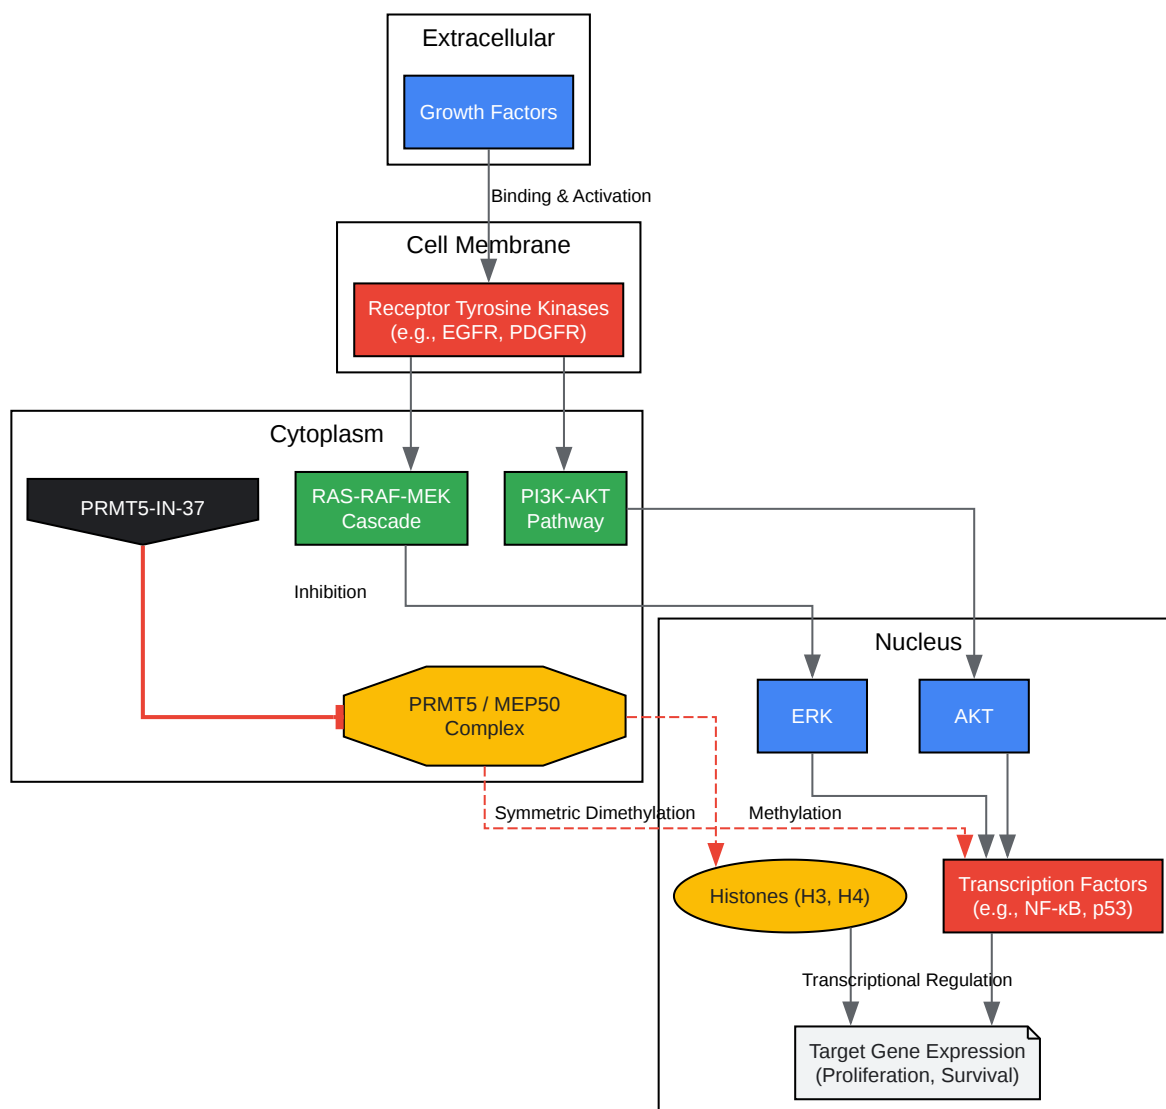 Extracellular
Growth Factors
Binding & Activation
Cell Membrane
Receptor Tyrosine Kinases
(e.g., EGFR, PDGFR)
Cytoplasm
PRMT5-IN-37
RAS-RAF-MEK
Cascade
PI3K-AKT
Pathway
Inhibition
Nucleus
PRMT5 / MEP50
Complex
ERK
AKT
Symmetric Dimethylation
Methylation
Histones (H3, H4)
Transcription Factors
(e.g., NF-κB, p53)
Transcriptional Regulation
Target Gene Expression
(Proliferation, Survival)